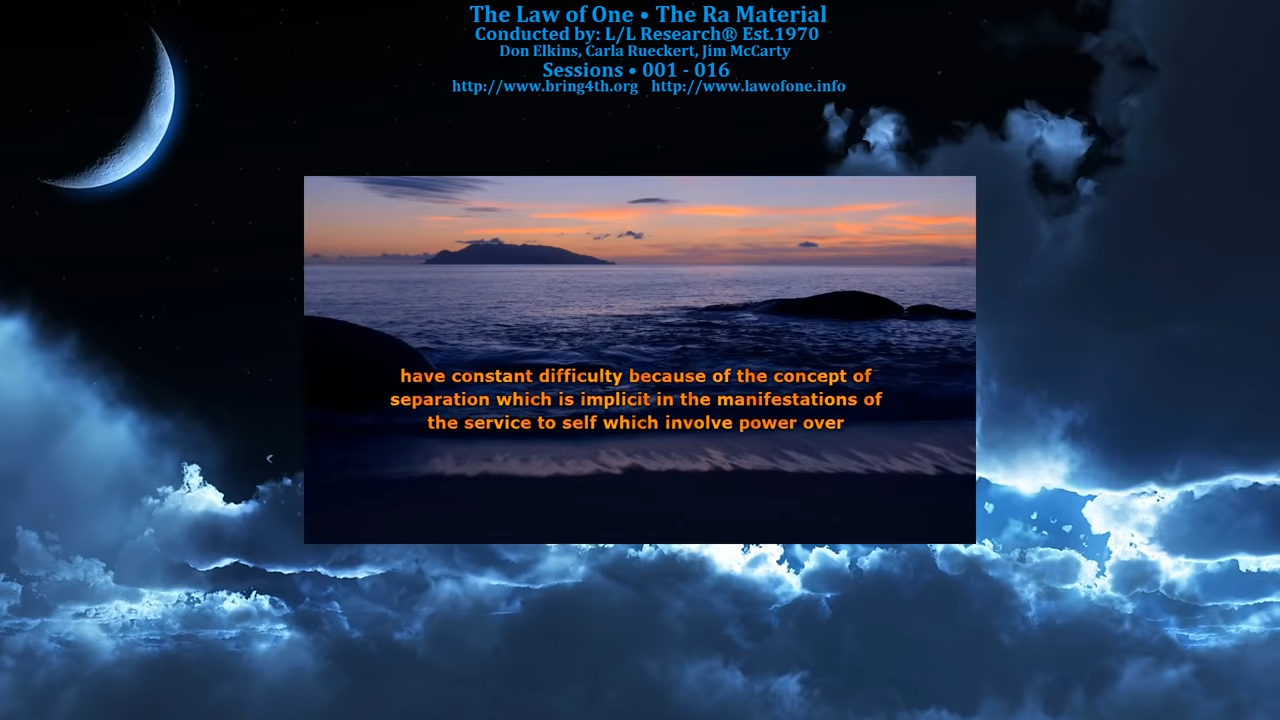 The Law of One • The Ra Material
Conducted by: L/L Research® Est.1970
Don Elkins, Carla Rueckert, Jim McCarty
Sessions • 001 - 016
http://www.bring4th.org http://www.lawofone.info
have constant difficulty because of the concept of
separation which is implicit in the manifestations of
the service to self which involve power over